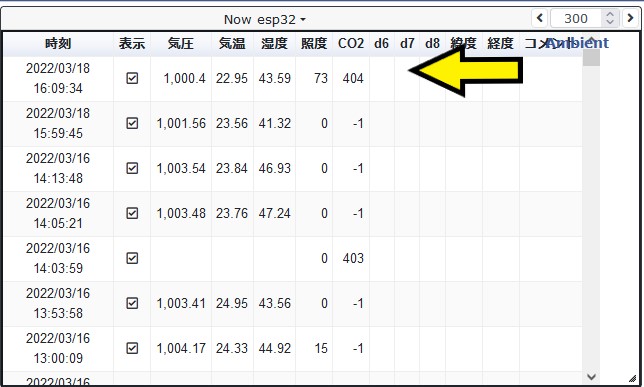 Now esp32
300
時刻 表示 気圧 気温 湿度 照度 CO2 d6 d7 d8 緯度 経度 コメント
Ambient
2022/03/18
16:09:34
1,000.4 22.95 43.59 73 404
2022/03/18
15:59:45
1,001.56 23.56 41.32 0 -1
2022/03/16
14:13:48
1,003.54 23.84 46.93 0 -1
2022/03/16
14:05:21
1,003.48 23.76 47.24 0 -1
2022/03/16
14:03:59
0 403
2022/03/16
13:53:58
1,003.41 24.95 43.56 0 -1
2022/03/16
13:00:09
1,004.17 24.33 44.92 15 -1
2022/03/16